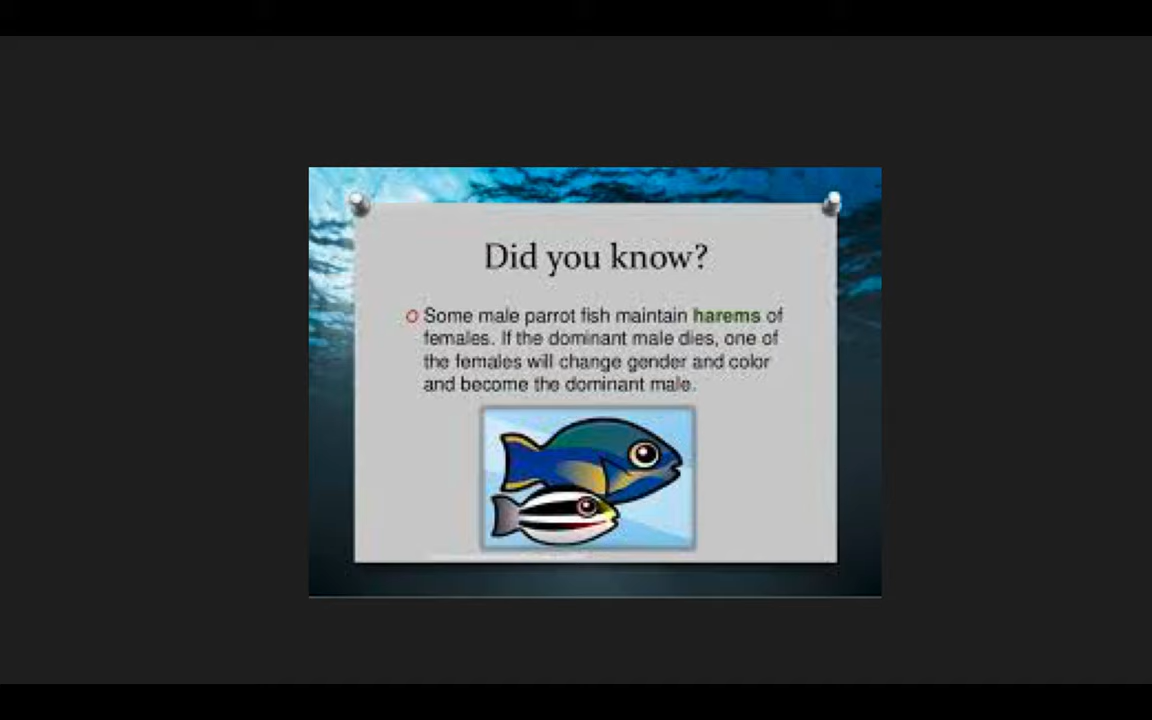 Did you know?
Some male parrot fish maintain harems of
females. If the dominant male dies, one of
the females will change gender and color
and become the dominant male.